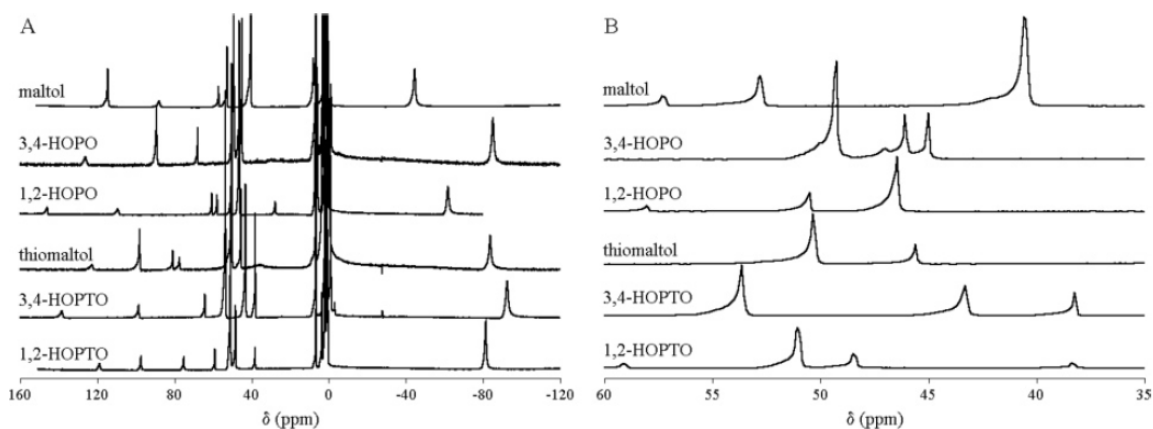 A
maltol
3,4-HOPO
1,2-HOPO
thiomaltol
3,4-HOPTO
1,2-HOPTO
160 120 80 40 0 -40 -80 -120
δ (ppm)
B
maltol
3,4-HOPO
1,2-HOPO
thiomaltol
3,4-HOPTO
1,2-HOPTO
60 55 50 45 40 35
δ (ppm)